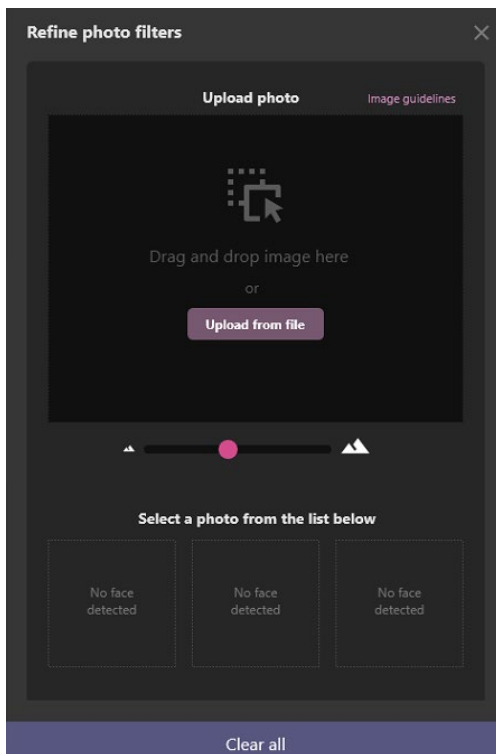 Refine photo filters
Upload photo
Image guidelines
Drag and drop image here
or
Upload from file
Select a photo from the list below
No face
detected
No face
detected
No face
detected
Clear all